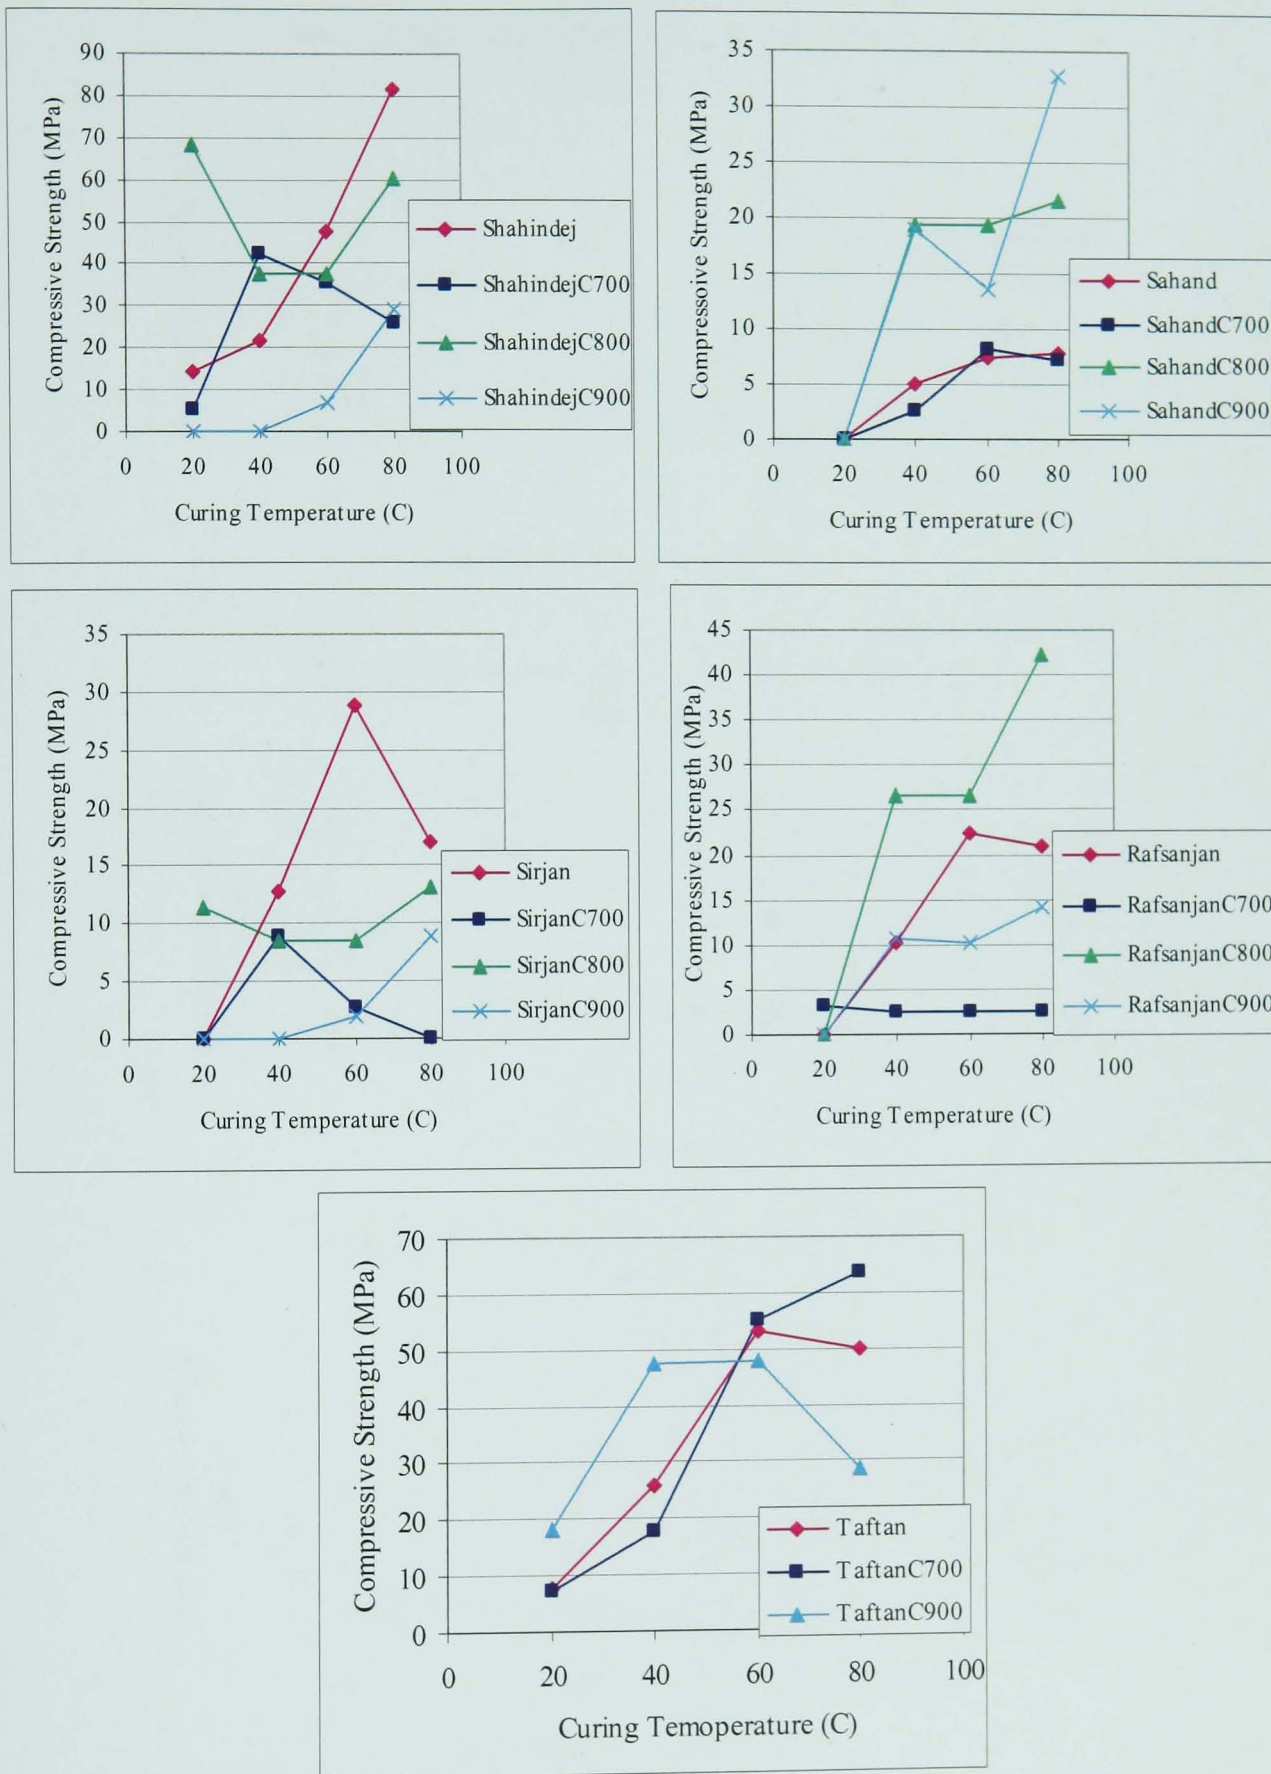 90
80
70
60
50
40
30
20
10
0
Compressive Strength (MPa)
0 20 40 60 80 100
Curing Temperature (C)
Shahindej
ShahindejC700
ShahindejC800
ShahindejC900
35
30
25
20
15
10
5
0
Compressoive Strength (MPa)
0 20 40 60 80 100
Curing Temperature (C)
Sahand
SahandC700
SahandC800
SahandC900
35
30
25
20
15
10
5
0
Compressive Strength (MPa)
0 20 40 60 80 100
Curing Temperature (C)
Sirjan
SirjanC700
SirjanC800
SirjanC900
45
40
35
30
25
20
15
10
5
0
Compressive Strength (MPa)
0 20 40 60 80 100
Curing Temperature (C)
Rafsanjan
RafsanjanC700
RafsanjanC800
RafsanjanC900
70
60
50
40
30
20
10
0
Compressive Strength (MPa)
0 20 40 60 80 100
Curing Temoperature (C)
Taftan
TaftanC700
TaftanC900